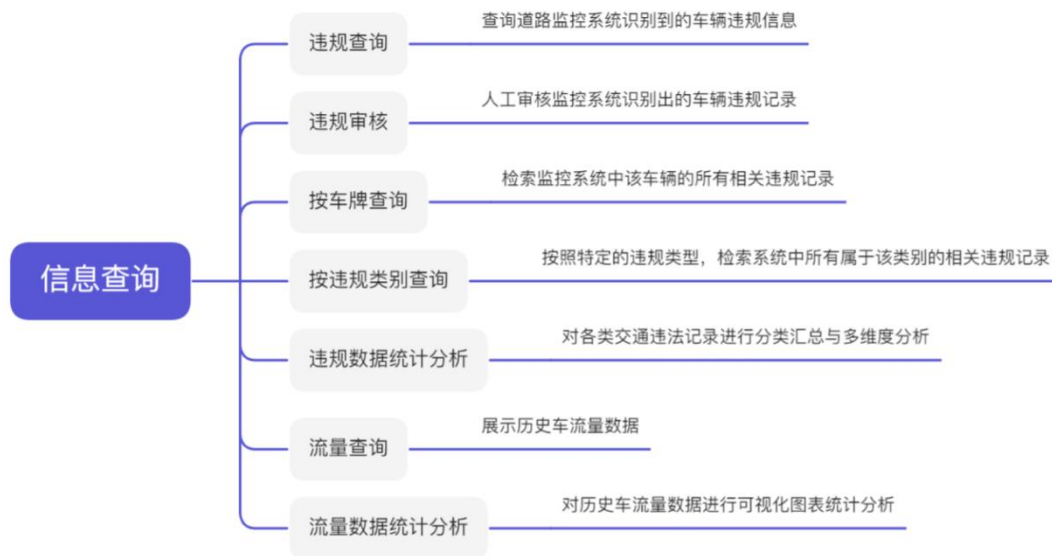 信息查询
违规查询
查询道路监控系统识别到的车辆违规信息
违规审核
人工审核监控系统识别出的车辆违规记录
按车牌查询
检索监控系统中该车辆的所有相关违规记录
按违规类别查询
按照特定的违规类型，检索系统中所有属于该类别的相关违规记录
违规数据统计分析
对各类交通违法记录进行分类汇总与多维度分析
流量查询
展示历史车流量数据
流量数据统计分析
对历史车流量数据进行可视化图表统计分析